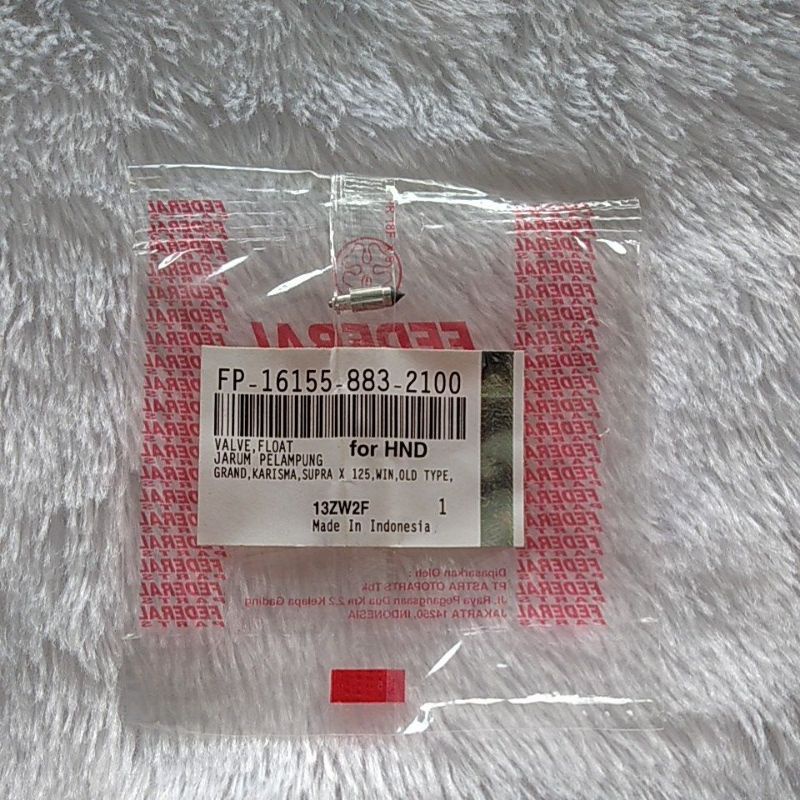 FEDERAL
FP-16155-883-2100
VALVE,FLOAT for HND
JARUM PELAMPUNG
GRAND,KARISMA,SUPRA X 125,WIN,OLD TYPE,
13ZW2F 1
Made In Indonesia
Dipasarkan Oleh :
PT ASTRA OTOPARTS Tbk
Jl. Raya Pegangsaan Dua Km 2.2 Kelapa Gading
JAKARTA 14250, INDONESIA